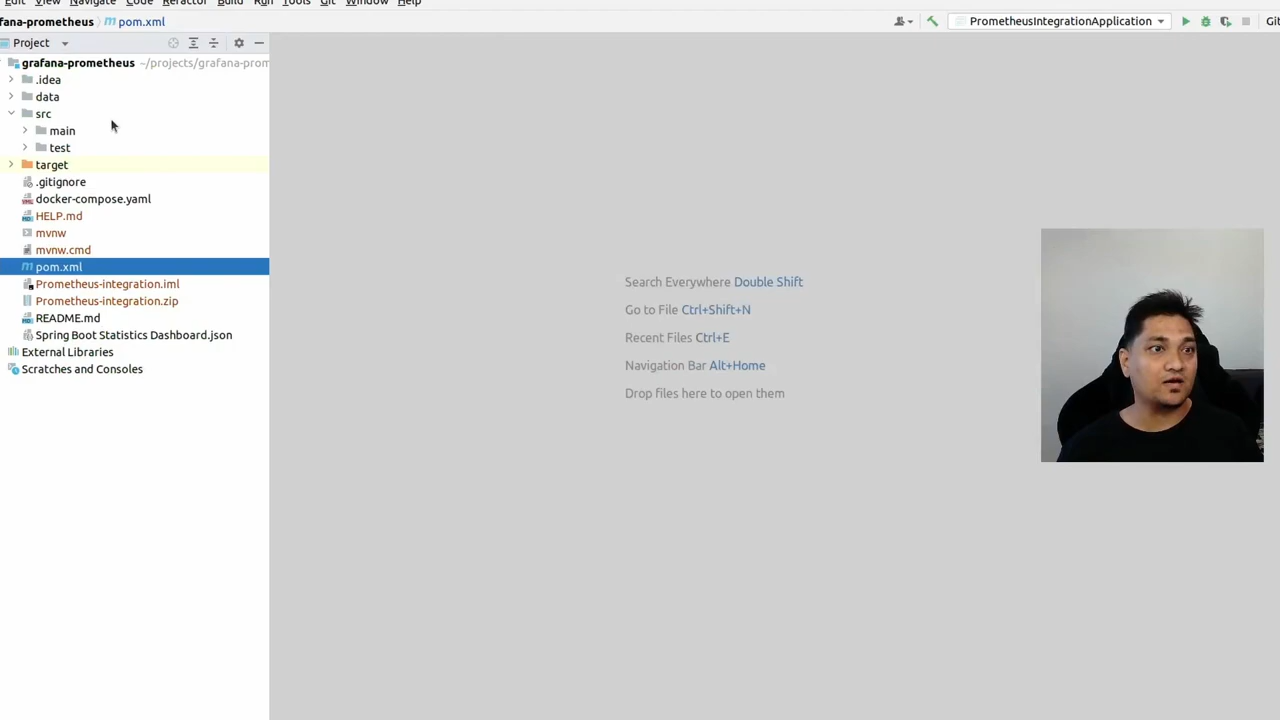 Edit View Navigate Code Refactor Build Run Tools Git Window Help
fana-prometheus pom.xml PrometheusIntegrationApplication Git
Project
grafana-prometheus ~/projects/grafana-prom
.idea
data
src
main
test
target
.gitignore
docker-compose.yaml
HELP.md
mvnw
mvnw.cmd
pom.xml
Prometheus-integration.iml
Prometheus-integration.zip
README.md
Spring Boot Statistics Dashboard.json
External Libraries
Scratches and Consoles
Search Everywhere Double Shift
Go to File Ctrl+Shift+N
Recent Files Ctrl+E
Navigation Bar Alt+Home
Drop files here to open them